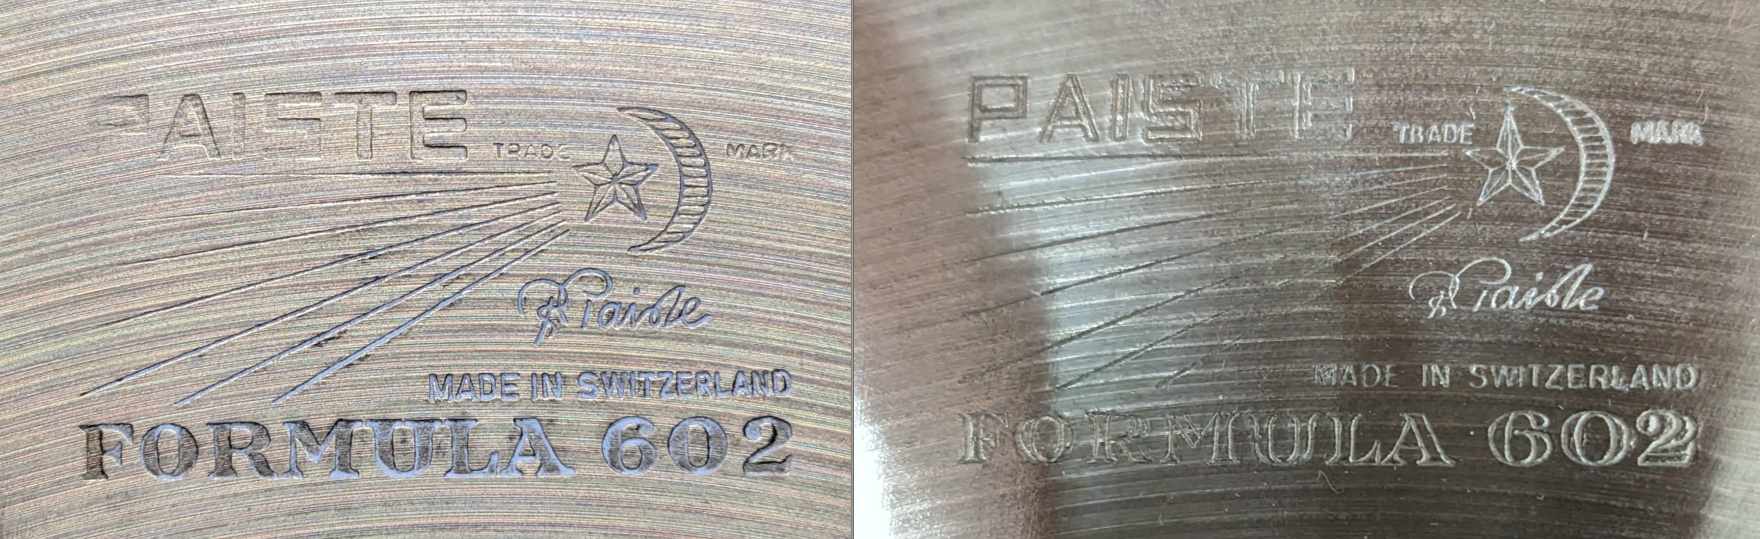 PAISTE
TRADE MARK
Paiste
MADE IN SWITZERLAND
FORMULA 602
PAISTE
TRADE MARK
Paiste
MADE IN SWITZERLAND
FORMULA 602